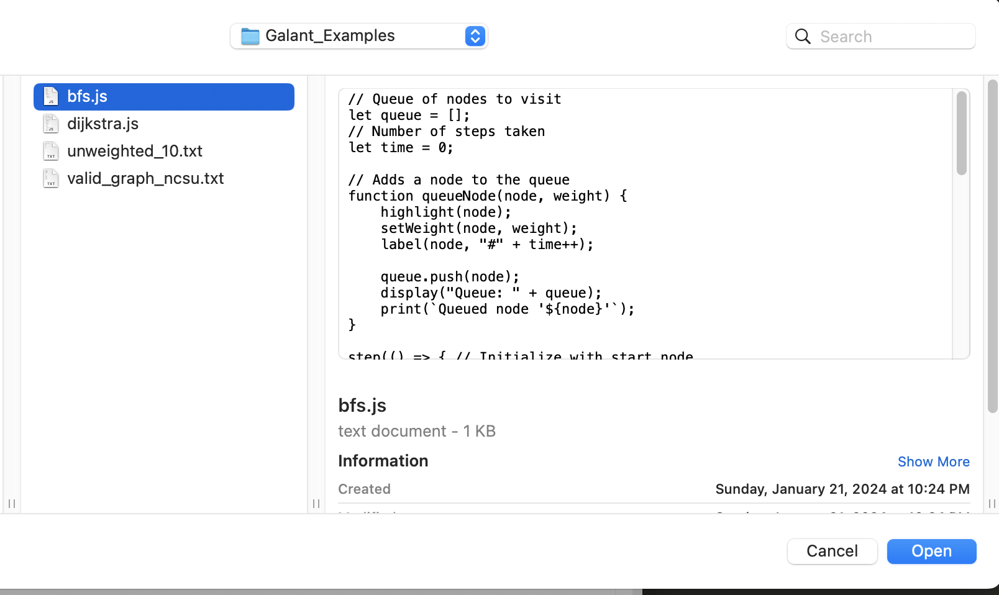 Galant_Examples
Search
bfs.js
dijkstra.js
unweighted_10.txt
valid_graph_ncsu.txt
// Queue of nodes to visit
let queue = [];
// Number of steps taken
let time = 0;
// Adds a node to the queue
function queueNode(node, weight) {
    highlight(node);
    setWeight(node, weight);
    label(node, "#" + time++);
    queue.push(node);
    display("Queue: " + queue);
    print(`Queued node '${node}'`);
}
step(() => { // Initialize with start node
bfs.js
text document - 1 KB
Information
Show More
Created
Sunday, January 21, 2024 at 10:24 PM
Cancel
Open